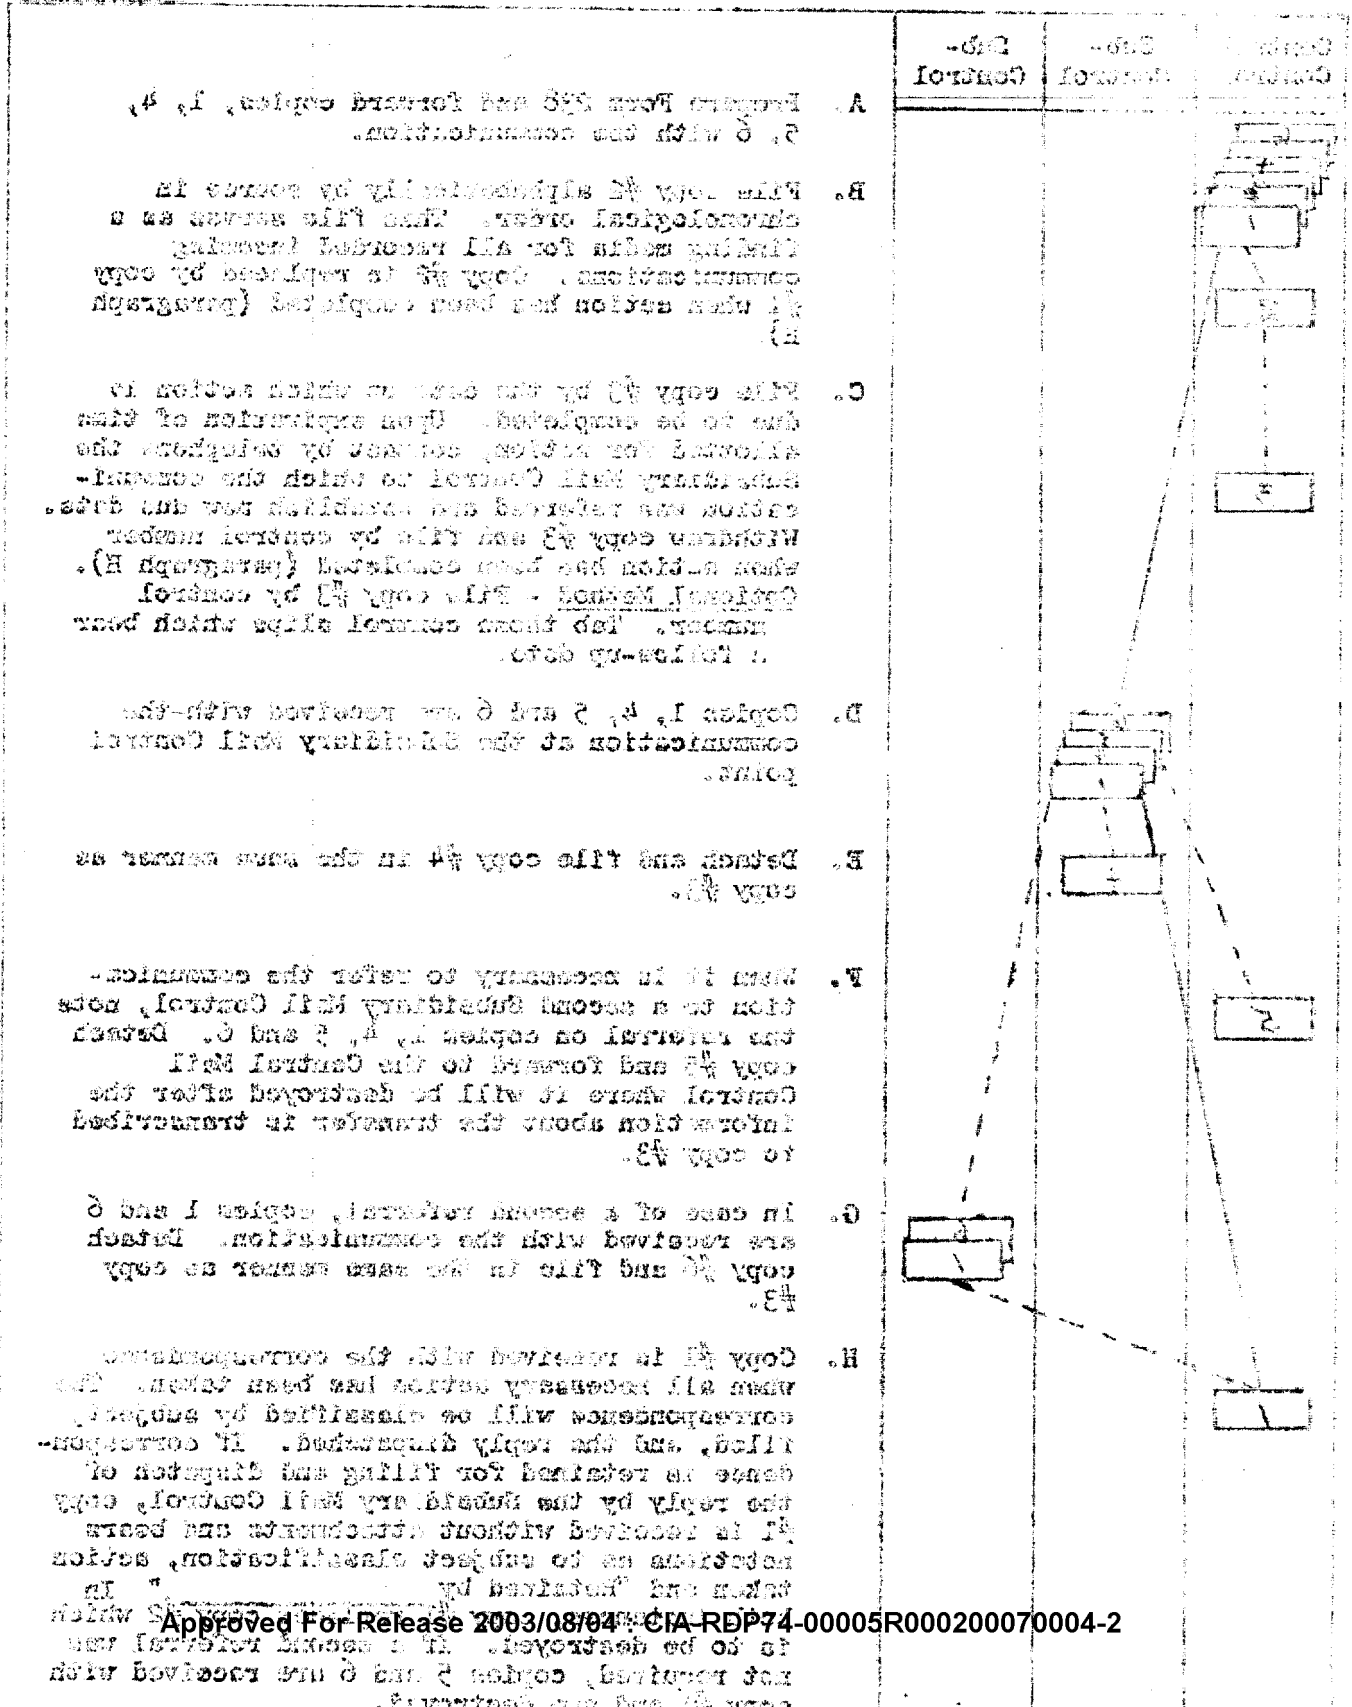 Sub-
Control
Sub-
Control
Control
A. Prepare Form 238 and forward copies, 1, 4,
5, 6 with the communication.
B. File copy #2 alphabetically by source in
chronological order. This file serves as a
finding media for all recorded incoming
communications. Copy #2 is replaced by copy
#1 when action has been completed (paragraph
H)
C. File copy #3 by the date on which action is
due to be completed. Upon expiration of time
allotted for action, contact by telephone the
Subsidiary Mail Control to which the communi-
cation was referred and establish new due date.
Withdraw copy #3 and file by control number
when action has been completed (paragraph H).
Optional Method - File copy #3 by control
number. Tab those control slips which bear
a follow-up date.
D. Copies 1, 4, 5 and 6 are received with the
communication at the Subsidiary Mail Control
point.
E. Detach and file copy #4 in the same manner as
copy #3.
F. When it is necessary to refer the communica-
tion to a second Subsidiary Mail Control, note
the referral on copies 1, 4, 5 and 6. Detach
copy #5 and forward to the Central Mail
Control where it will be destroyed after the
information about the transfer is transcribed
to copy #3.
G. In case of a second referral, copies 1 and 6
are received with the communication. Detach
copy #6 and file in the same manner as copy
#3.
H. Copy #1 is received with the correspondence
when all necessary action has been taken. The
correspondence will be classified by subject,
filed, and the reply dispatched. If correspon-
dence is retained for filing and dispatch of
the reply by the Subsidiary Mail Control, copy
#1 is received without attachments and bears
notations as to subject classification, action
taken and "Retained by ______" In
copy #2 which
is to be destroyed. If a second referral was
not required, copies 5 and 6 are received with
copy #1 and are destroyed.
5
6
1
Approved For Release 2003/08/04 : CIA-RDP74-00005R000200070004-2